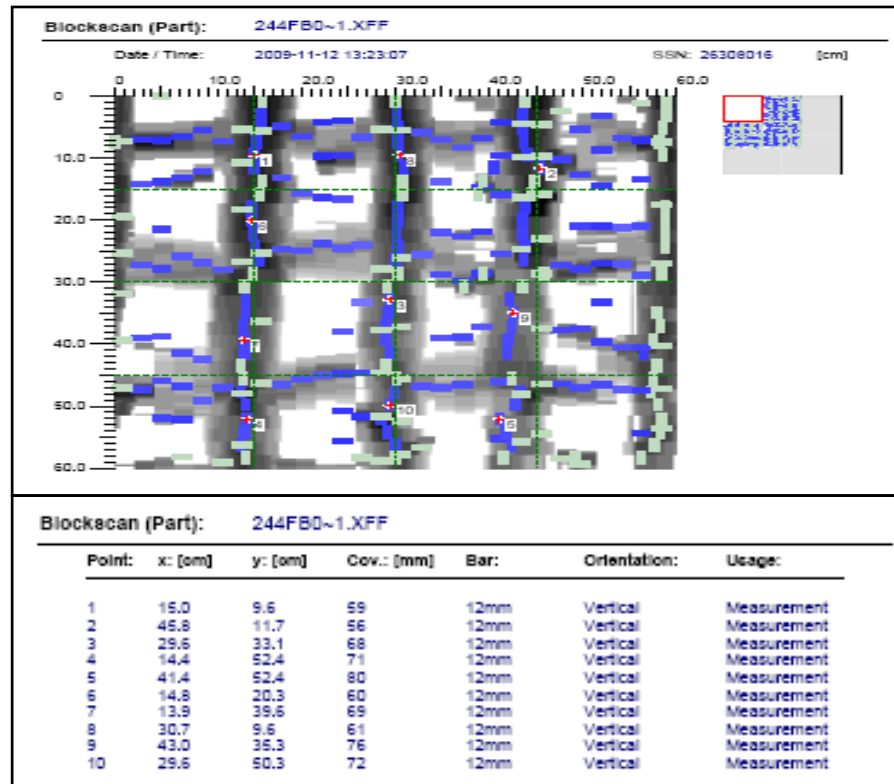 Blockscan (Part): 244FB0~1.XFF
Date / Time: 2009-11-12 13:23:07 SSN: 26308016 [cm]
0 10.0 20.0 30.0 40.0 50.0 60.0
0
10.0
20.0
30.0
40.0
50.0
60.0
1
8
2
6
3
9
7
10
4
5
Blockscan (Part): 244FB0~1.XFF
Point: x: [cm] y: [cm] Cov.: [mm] Bar: Orientation: Usage:
1 15.0 9.6 59 12mm Vertical Measurement
2 45.8 11.7 56 12mm Vertical Measurement
3 29.6 33.1 68 12mm Vertical Measurement
4 14.4 52.4 71 12mm Vertical Measurement
5 41.4 52.4 80 12mm Vertical Measurement
6 14.8 20.3 60 12mm Vertical Measurement
7 13.9 39.6 69 12mm Vertical Measurement
8 30.7 9.6 61 12mm Vertical Measurement
9 43.0 35.3 76 12mm Vertical Measurement
10 29.6 50.3 72 12mm Vertical Measurement